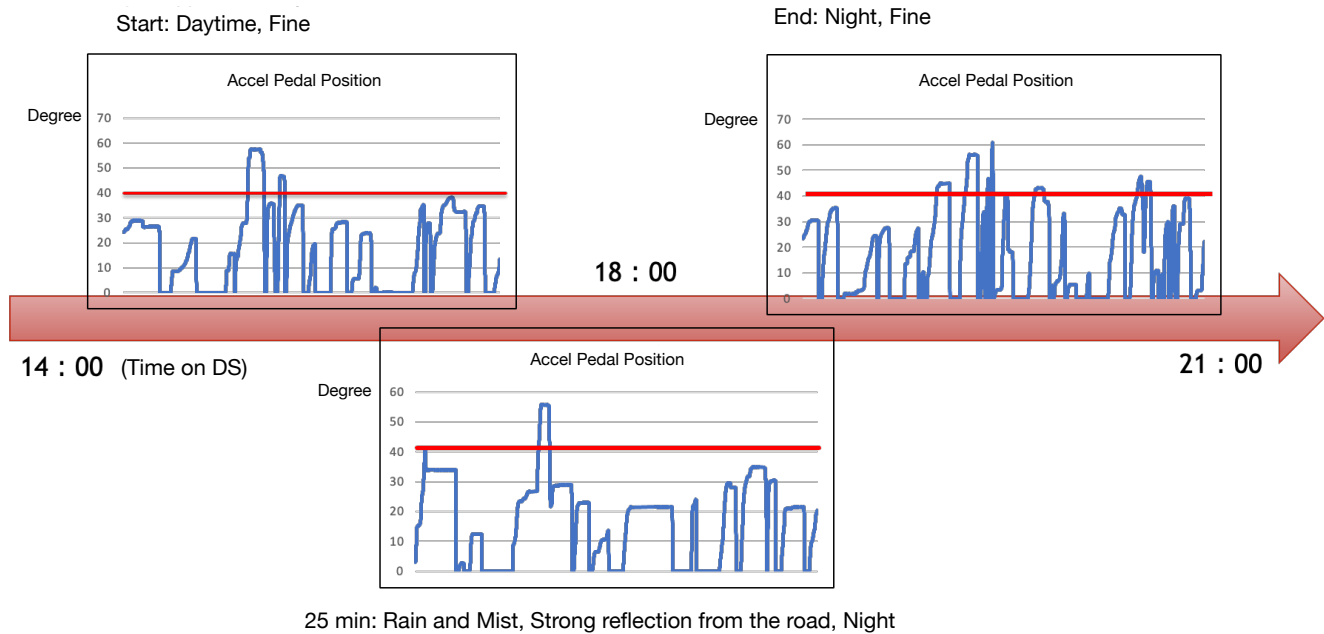 Start: Daytime, Fine
End: Night, Fine
Accel Pedal Position
Degree
70
60
50
40
30
20
10
0
Accel Pedal Position
Degree
70
60
50
40
30
20
10
0
18 : 00
14 : 00 (Time on DS)
21 : 00
Accel Pedal Position
Degree
60
50
40
30
20
10
0
25 min: Rain and Mist, Strong reflection from the road, Night